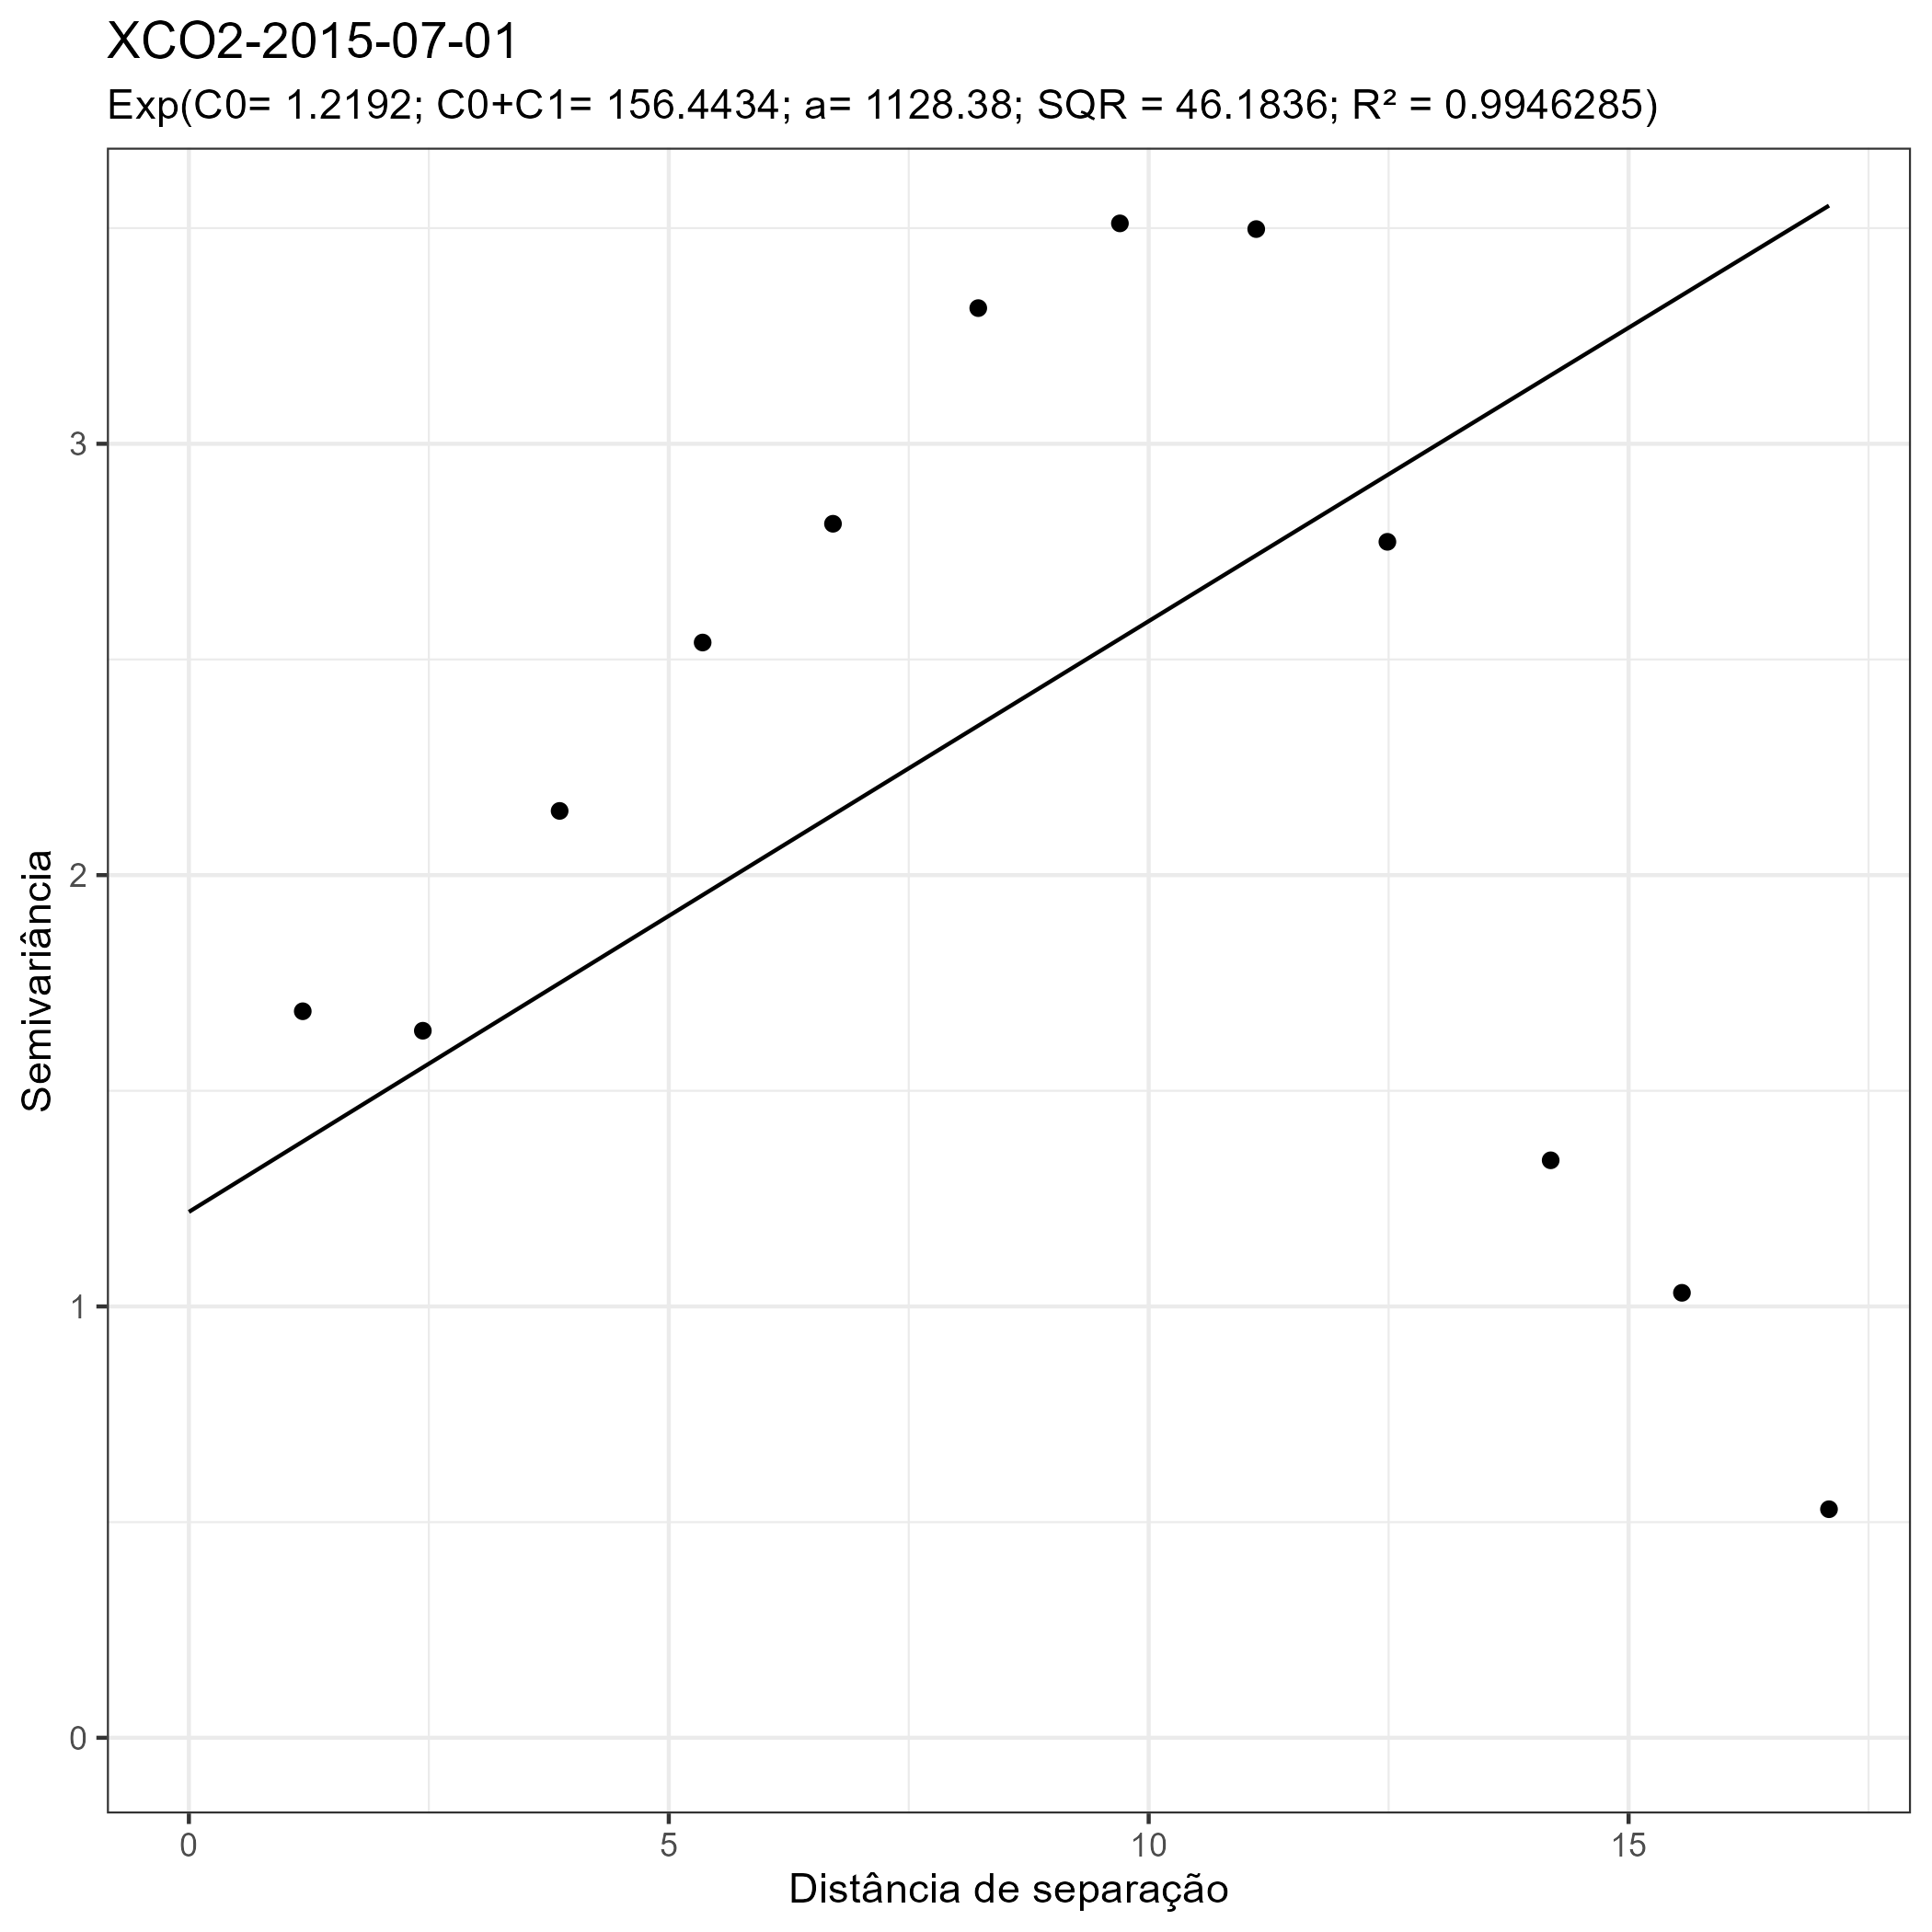 XCO2-2015-07-01
Exp(C0= 1.2192; C0+C1= 156.4434; a= 1128.38; SQR = 46.1836; R² = 0.9946285)
Semivariância
3
2
1
0
0 5 10 15
Distância de separação